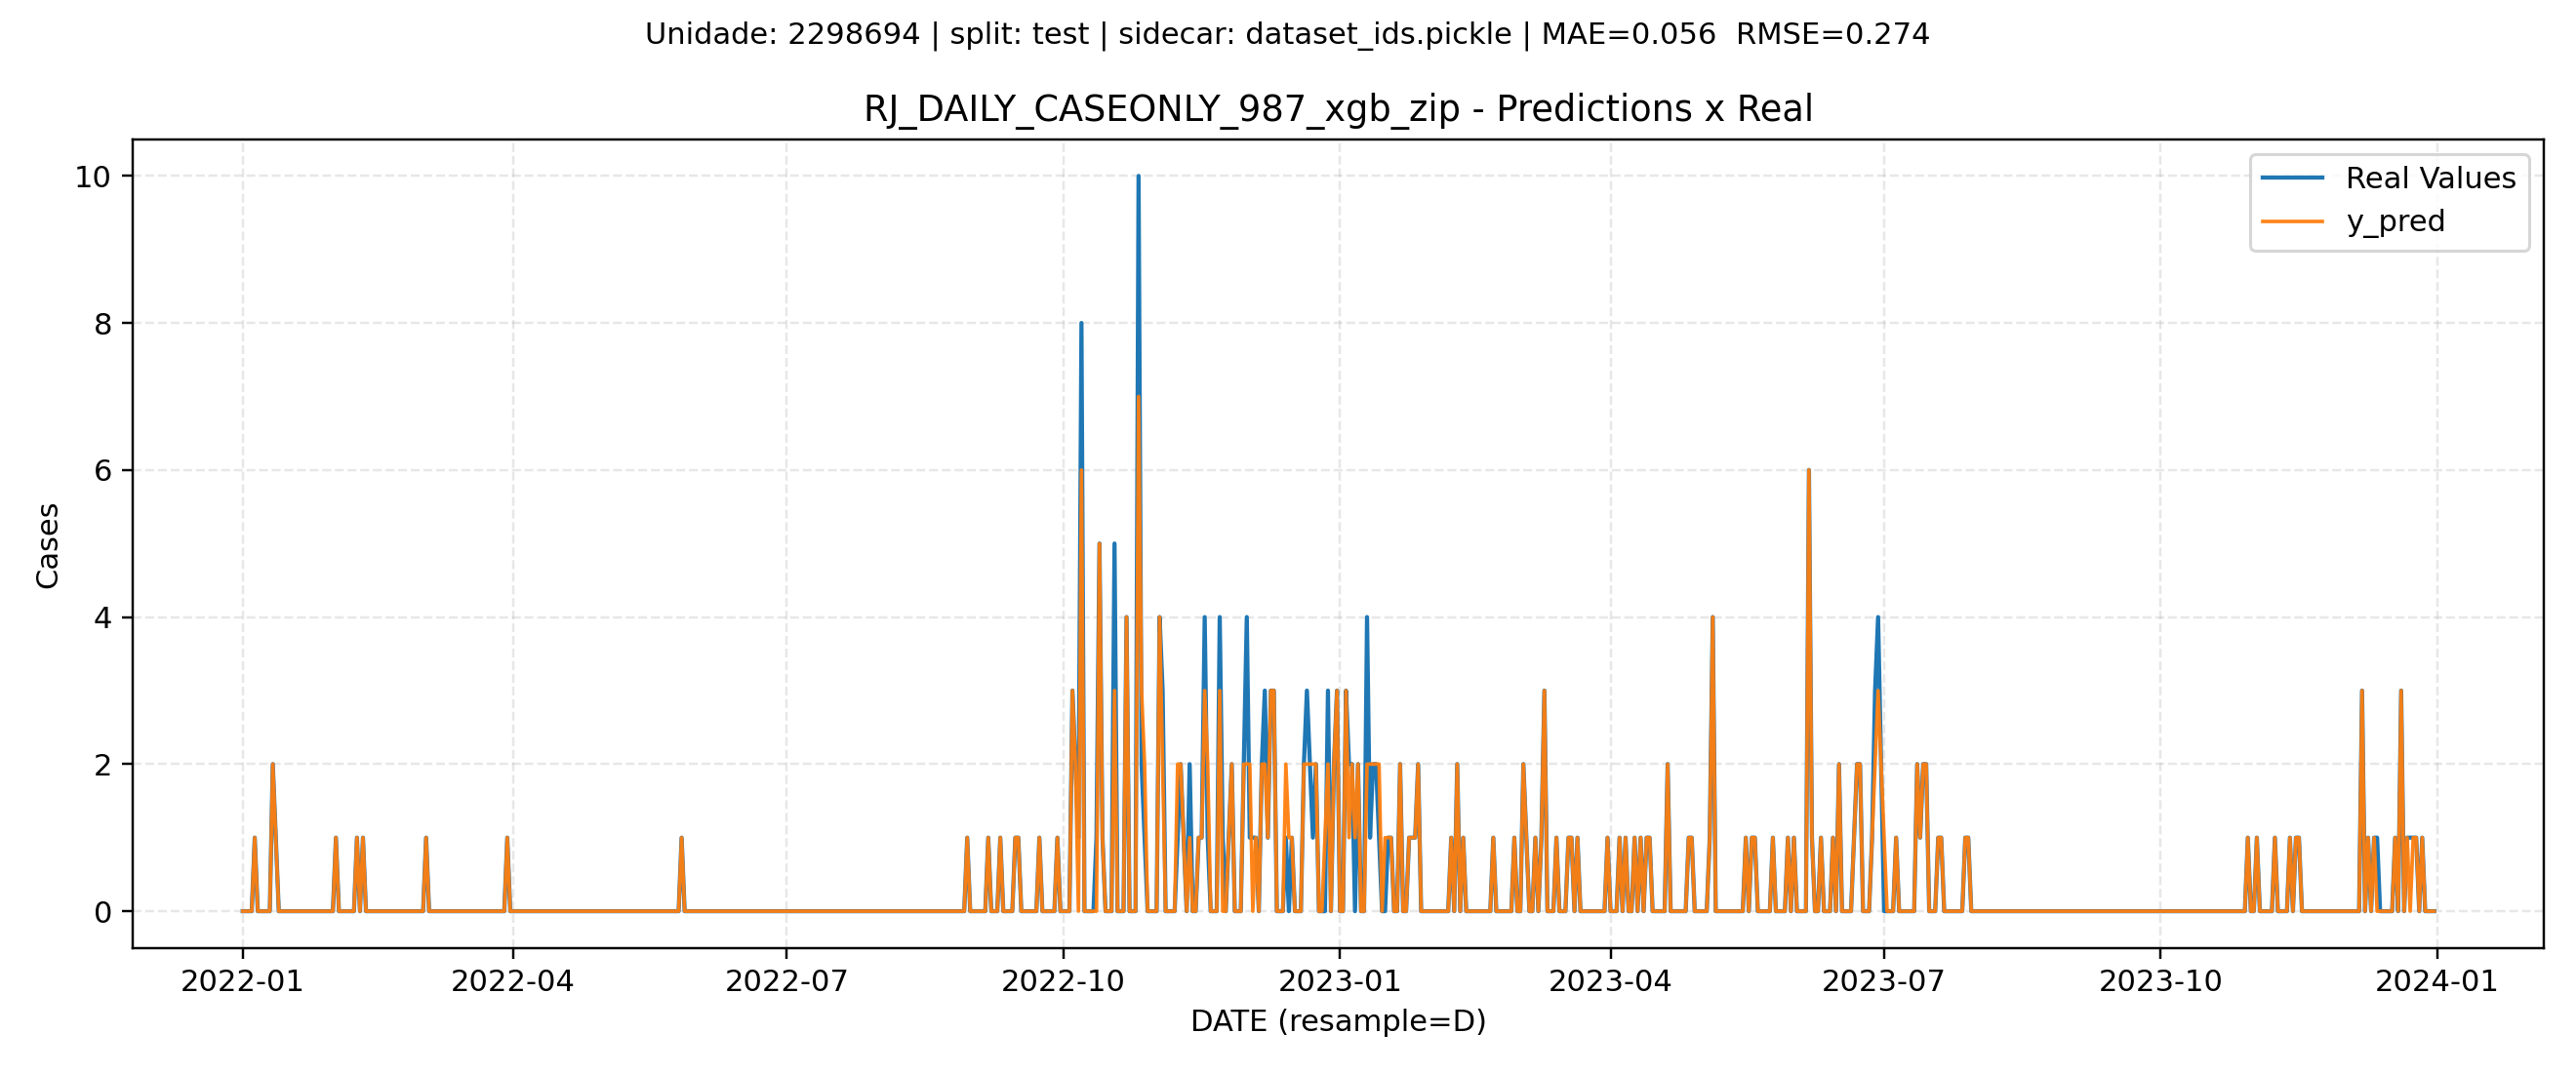 Unidade: 2298694 | split: test | sidecar: dataset_ids.pickle | MAE=0.056  RMSE=0.274
RJ_DAILY_CASEONLY_987_xgb_zip - Predictions x Real
Real Values
y_pred
10
8
6
4
2
0
Cases
2022-01
2022-04
2022-07
2022-10
2023-01
2023-04
2023-07
2023-10
2024-01
DATE (resample=D)